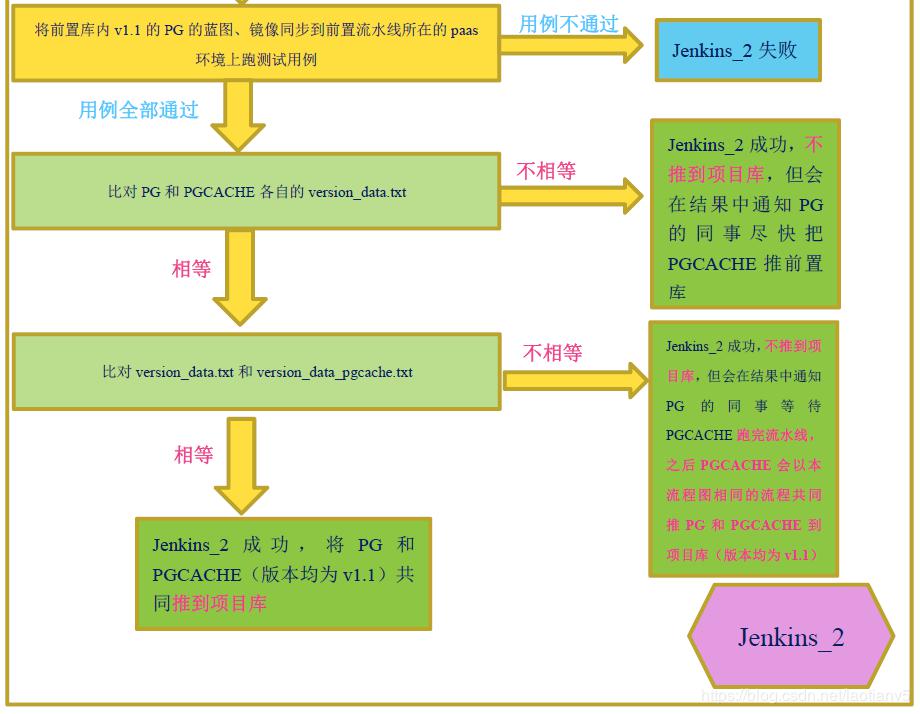 将前置库内 v1.1 的 PG 的蓝图、镜像同步到前置流水线所在的 paas
环境上跑测试用例
用例不通过
Jenkins_2 失败
用例全部通过
比对 PG 和 PGCACHE 各自的 version_data.txt
不相等
Jenkins_2 成功，不
推到项目库，但会
在结果中通知 PG
的同事尽快把
PGCACHE 推前置
库
相等
比对 version_data.txt 和 version_data_pgcache.txt
不相等
Jenkins_2 成功，不推到项
目库，但会在结果中通知
PG 的同事等待
PGCACHE 跑完流水线，
之后 PGCACHE 会以本
流程图相同的流程共同
推 PG 和 PGCACHE 到
项目库（版本均为 v1.1）
相等
Jenkins_2 成功，将 PG 和
PGCACHE（版本均为 v1.1）共
同推到项目库
Jenkins_2